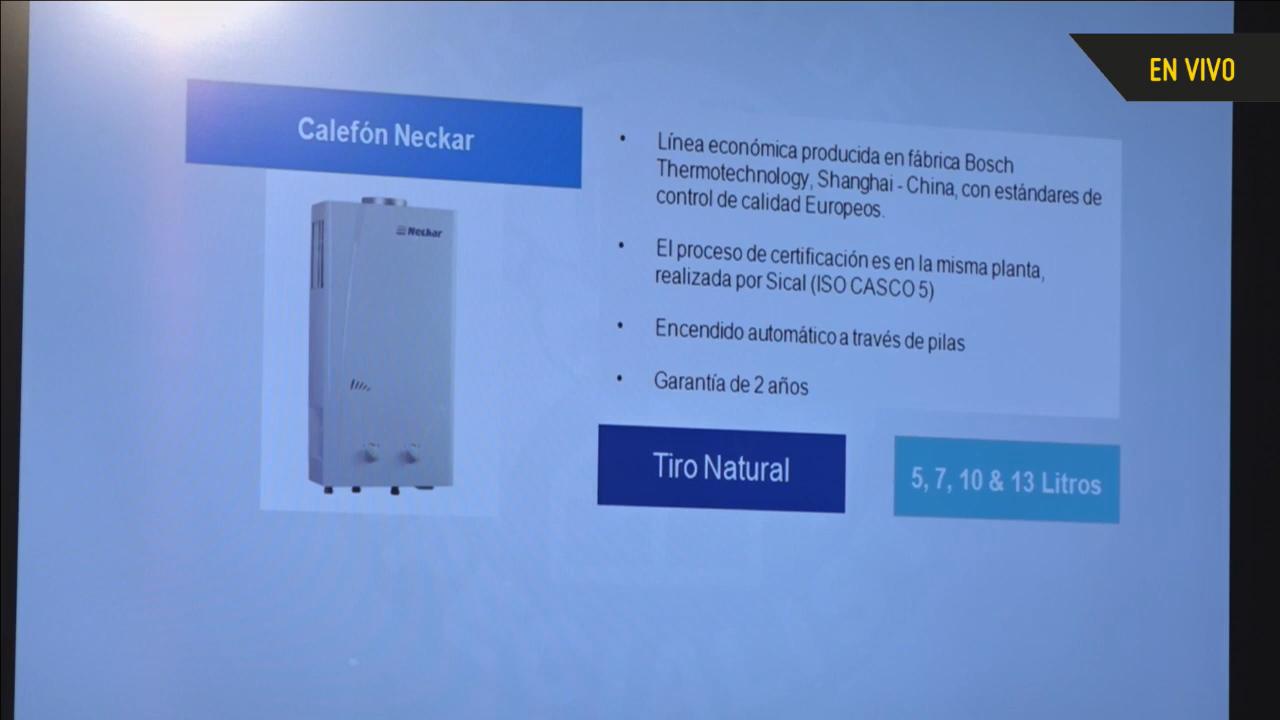 EN VIVO
Calefón Neckar
Neckar
• Línea económica producida en fábrica Bosch
Thermotechnology, Shanghai - China, con estándares de
control de calidad Europeos.
• El proceso de certificación es en la misma planta,
realizada por Sical (ISO CASCO 5)
• Encendido automático a través de pilas
• Garantía de 2 años
Tiro Natural
5, 7, 10 & 13 Litros